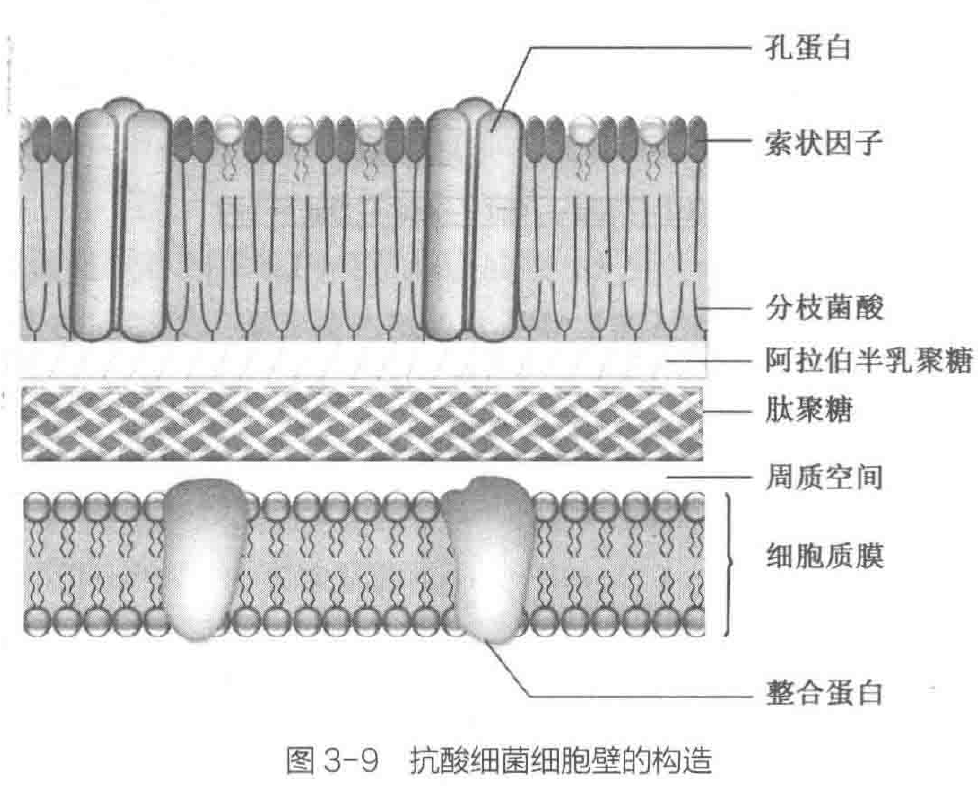 孔蛋白
索状因子
分枝菌酸
阿拉伯半乳聚糖
肽聚糖
周质空间
细胞质膜
整合蛋白
图 3-9 抗酸细菌细胞壁的构造